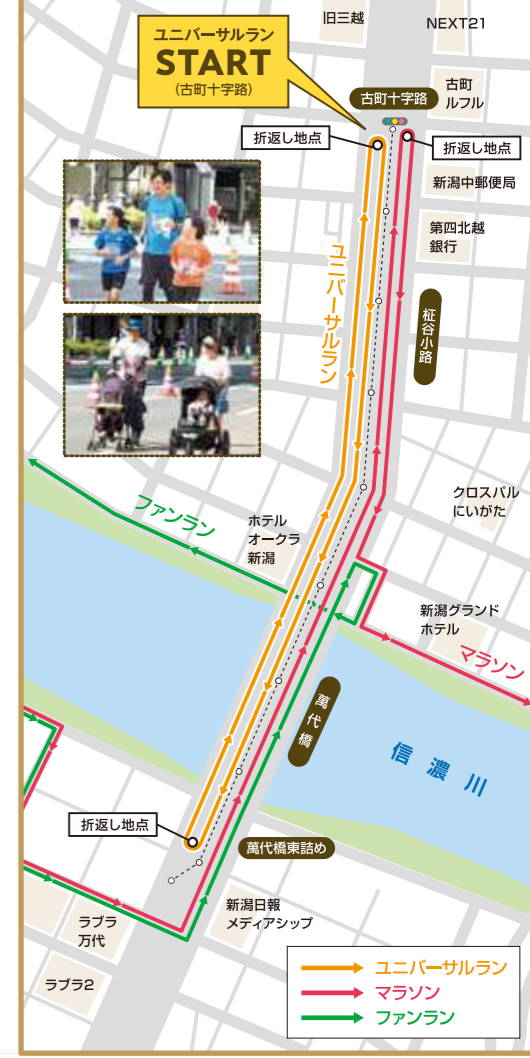 旧三越
NEXT21
ユニバーサルラン
START
(古町十字路)
古町
ルフル
古町十字路
折返し地点
折返し地点
新潟中郵便局
第四北越
銀行
ユニバーサルラン
柾谷小路
クロスパル
にいがた
ファンラン
ホテル
オークラ
新潟
新潟グランド
ホテル
マラソン
萬代橋
信濃川
折返し地点
萬代橋東詰め
新潟日報
メディアシップ
ラブラ
万代
ラブラ2
ユニバーサルラン
マラソン
ファンラン